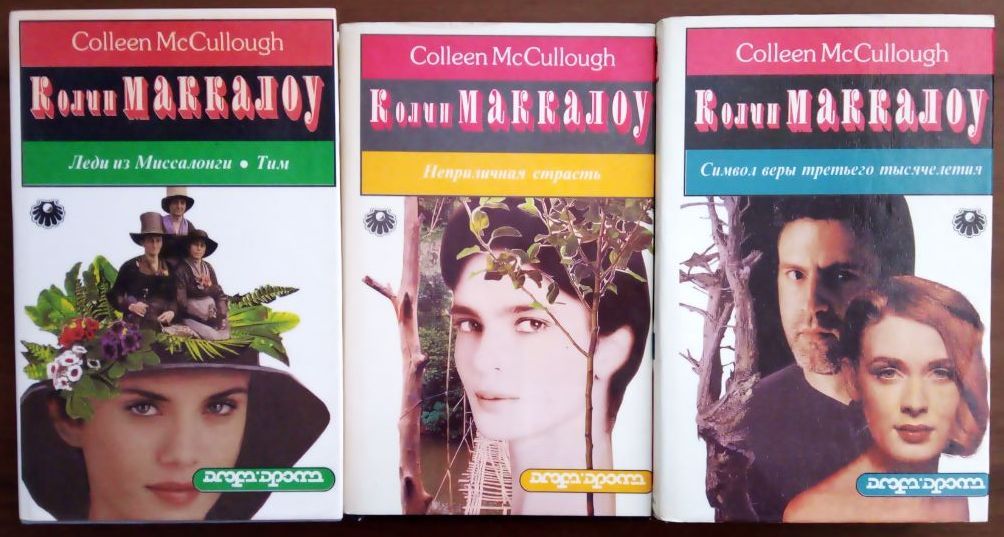 Colleen McCullough
Колин Маккалоу
Леди из Миссалонги • Тим
Colleen McCullough
Колин Маккалоу
Неприличная страсть
Colleen McCullough
Колин Маккалоу
Символ веры третьего тысячелетия